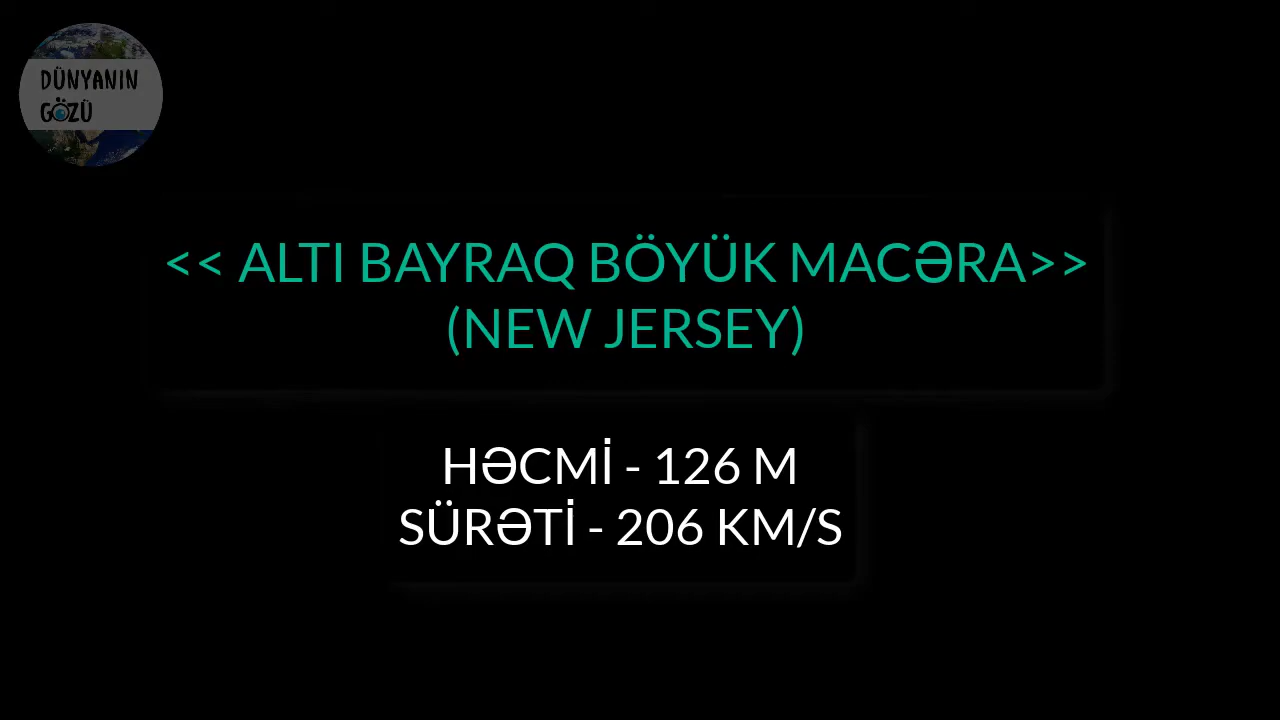 DÜNYANIN
GÖZÜ
<< ALTI BAYRAQ BÖYÜK MACƏRA>>
(NEW JERSEY)
HƏCMİ - 126 M
SÜRƏTİ - 206 KM/S